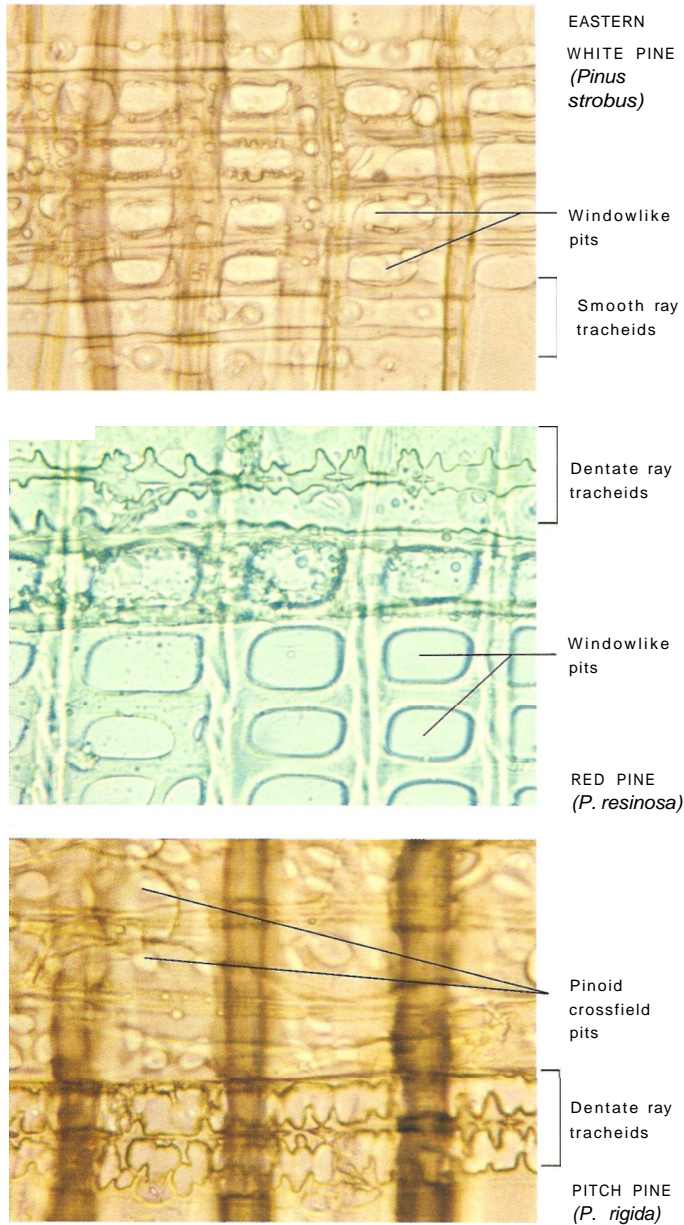 EASTERN
WHITE PINE
(Pinus
strobus)
Windowlike
pits
Smooth ray
tracheids
Dentate ray
tracheids
Windowlike
pits
RED PINE
(P. resinosa)
Pinoid
crossfield
pits
Dentate ray
tracheids
PITCH PINE
(P. rigida)